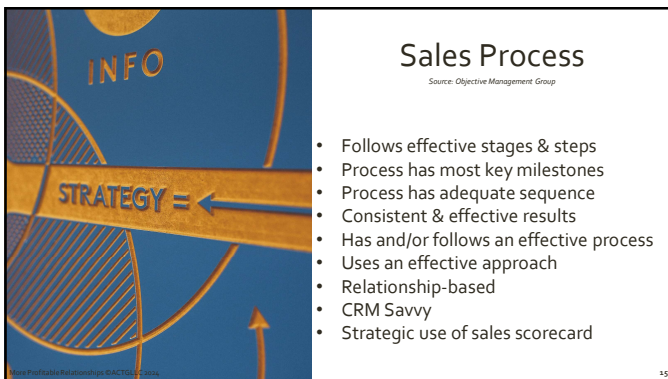 INFO
STRATEGY =
Sales Process
Source: Objective Management Group
• Follows effective stages & steps
• Process has most key milestones
• Process has adequate sequence
• Consistent & effective results
• Has and/or follows an effective process
• Uses an effective approach
• Relationship-based
• CRM Savvy
• Strategic use of sales scorecard
More Profitable Relationships ©ACTGLLC 2024
15